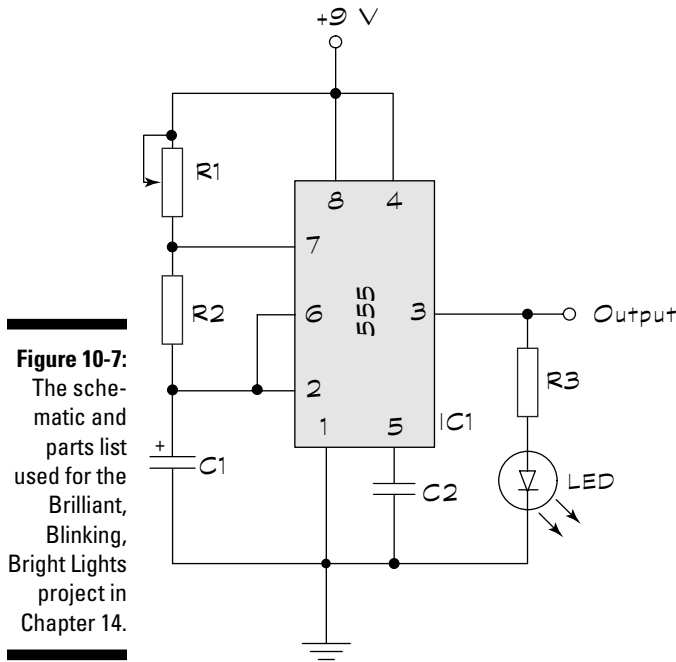 +9 V
R1
8 4
7
R2
6
555
3
Output
2
R3
1 5
IC1
+
C1
C2
LED
Figure 10-7:
The sche-
matic and
parts list
used for the
Brilliant,
Blinking,
Bright Lights
project in
Chapter 14.